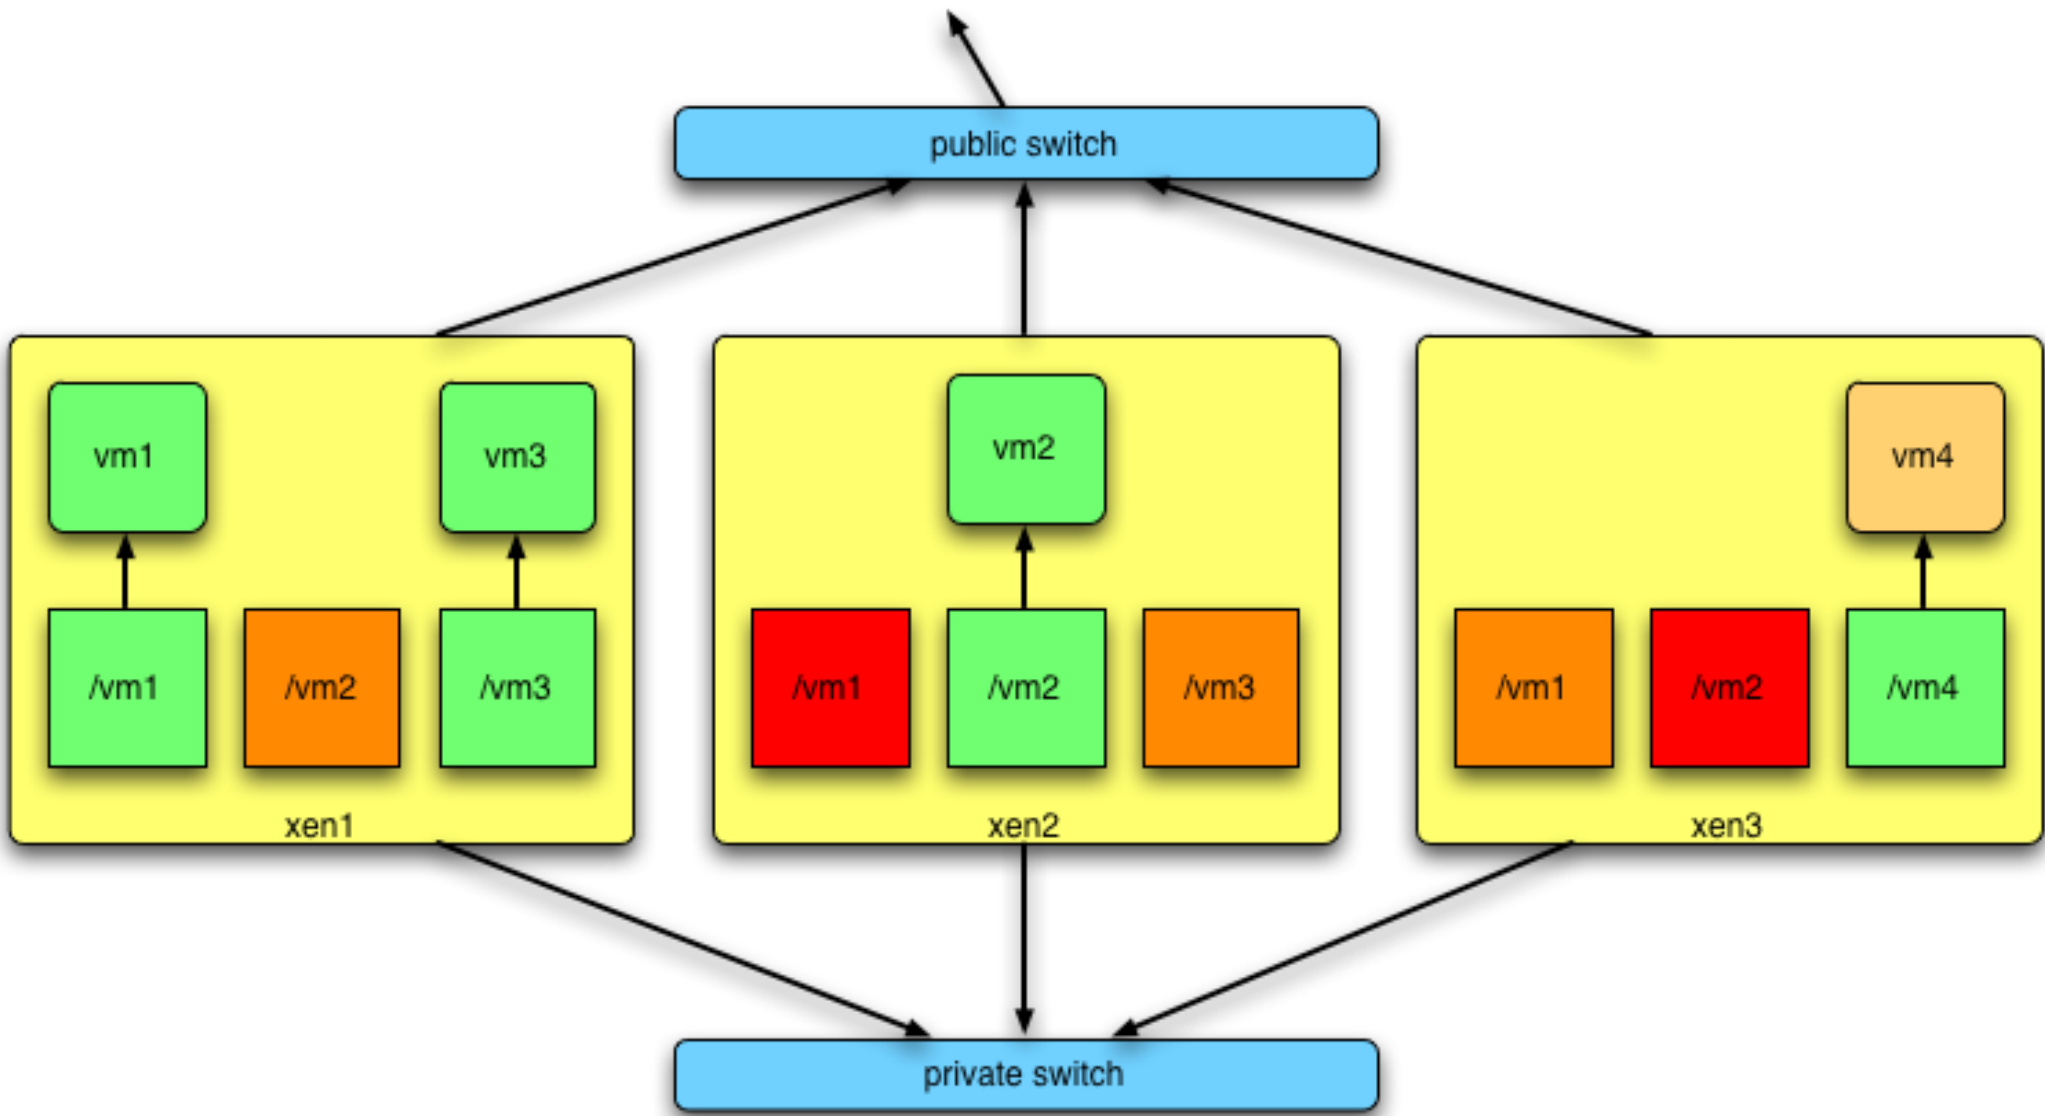 public switch
vm1
vm3
vm2
vm4
/vm1
/vm2
/vm3
/vm1
/vm2
/vm3
/vm1
/vm2
/vm4
xen1
xen2
xen3
private switch